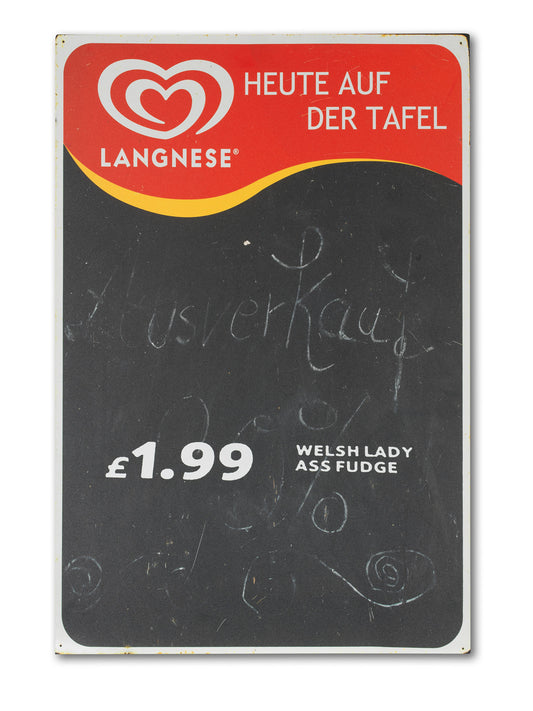 HEUTE AUF
DER TAFEL
LANGNESE®
Ausverkauf
£1.99
WELSH LADY
ASS FUDGE